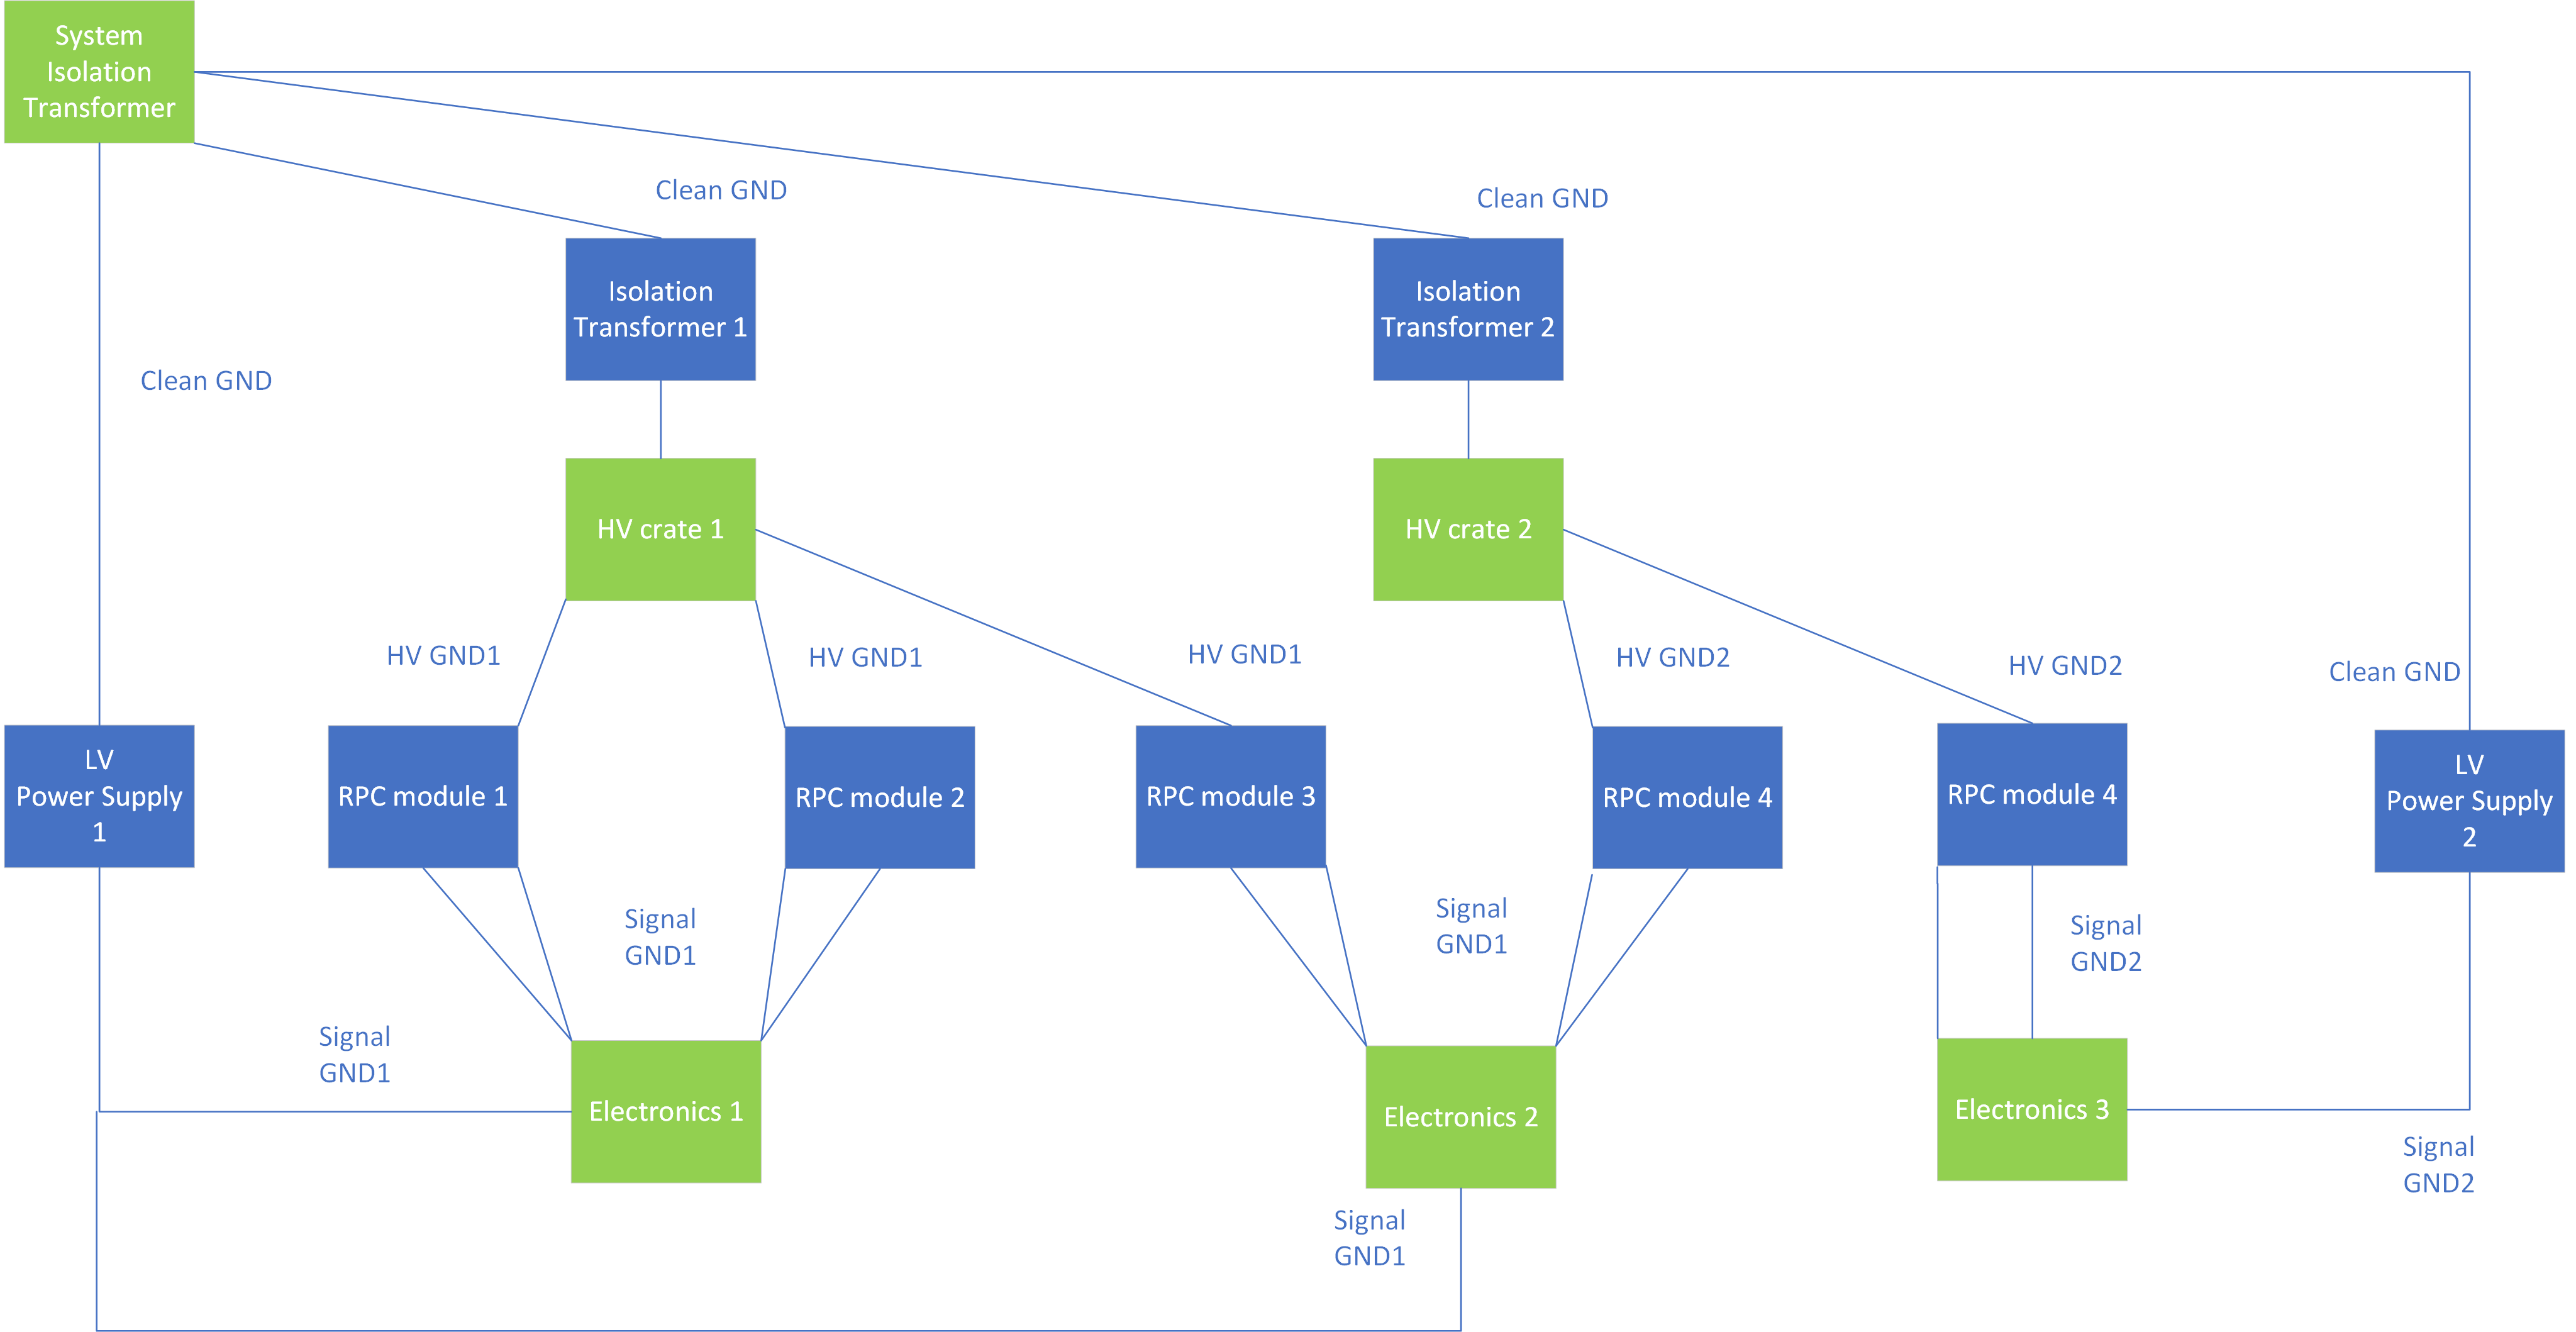 System
Isolation
Transformer
Clean GND
Clean GND
Isolation
Transformer 1
Isolation
Transformer 2
Clean GND
HV crate 1
HV crate 2
HV GND1
HV GND1
HV GND1
HV GND2
HV GND2
Clean GND
LV
Power Supply
1
RPC module 1
RPC module 2
RPC module 3
RPC module 4
RPC module 4
LV
Power Supply
2
Signal
GND1
Signal
GND1
Signal
GND2
Signal
GND1
Electronics 1
Electronics 2
Electronics 3
Signal
GND2
Signal
GND1